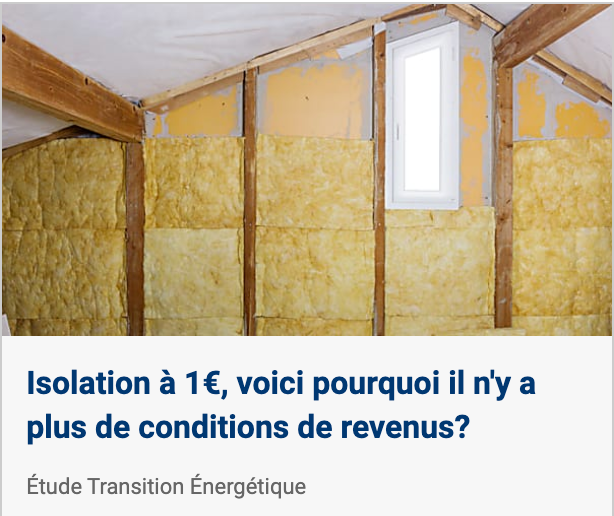 Isolation à 1€, voici pourquoi il n'y a
plus de conditions de revenus?
Étude Transition Énergétique